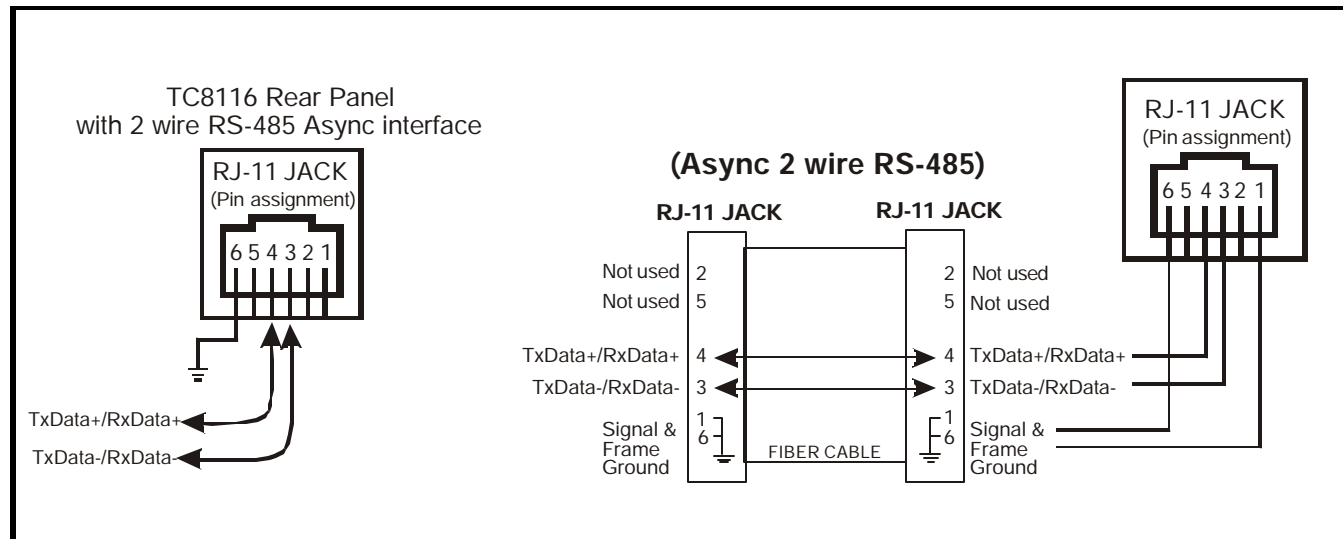 TC8116 Rear Panel
with 2 wire RS-485 Async interface
RJ-11 JACK
(Pin assignment)
6 5 4 3 2 1
TxData+/RxData+
TxData-/RxData-
(Async 2 wire RS-485)
RJ-11 JACK
RJ-11 JACK
Not used 2
Not used 5
TxData+/RxData+ 4
TxData-/RxData- 3
Signal & 1
Frame 6
Ground
FIBER CABLE
2 Not used
5 Not used
4 TxData+/RxData+
3 TxData-/RxData-
1 Signal &
6 Frame
Ground
RJ-11 JACK
(Pin assignment)
6 5 4 3 2 1